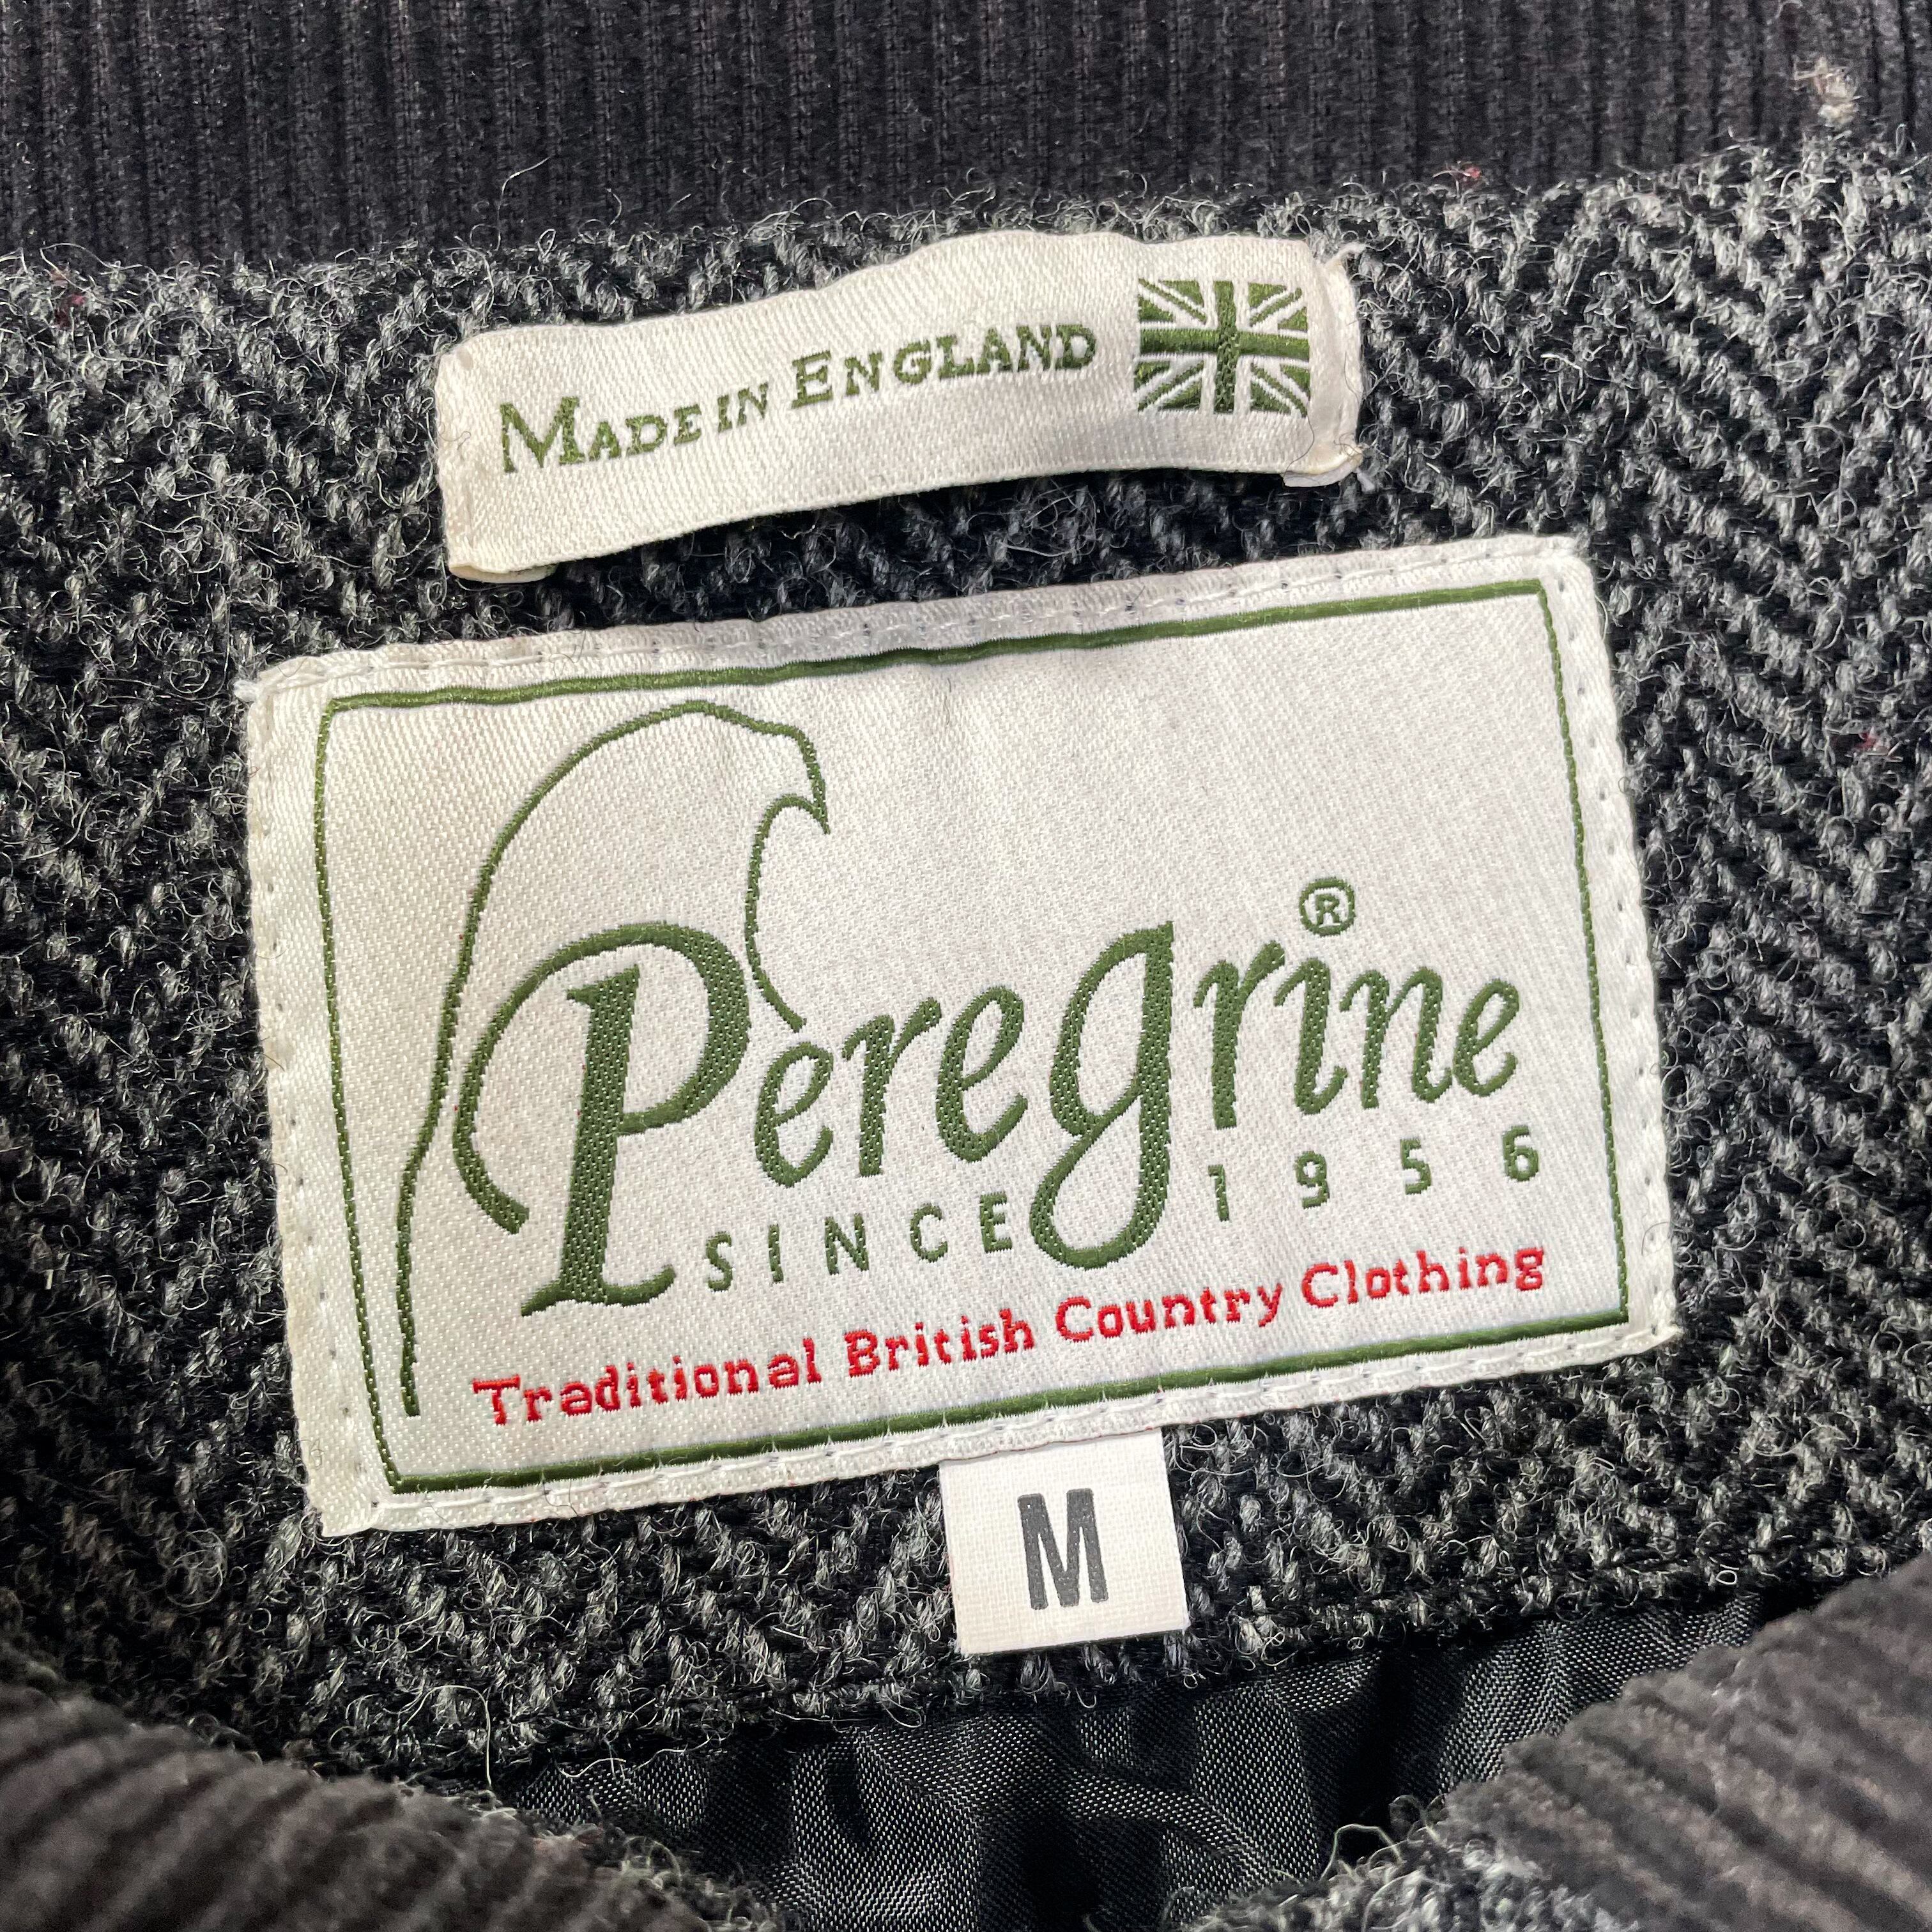 MADE IN ENGLAND
Peregrine®
SINCE 1956
Traditional British Country Clothing
M